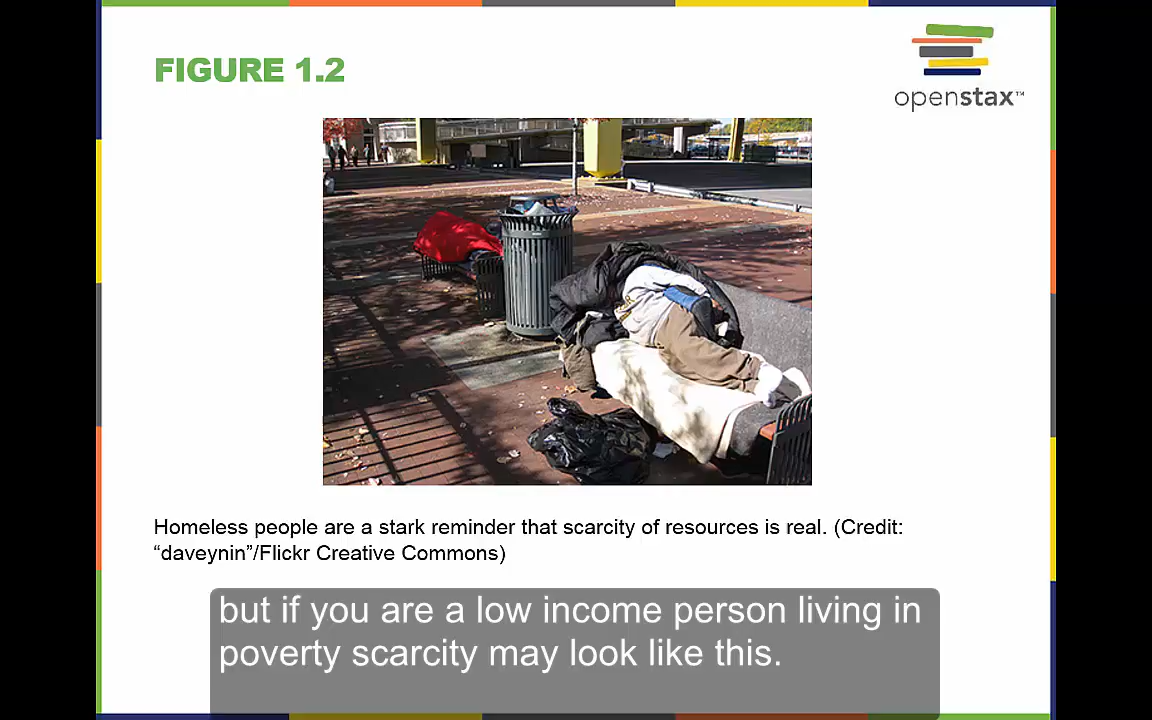 FIGURE 1.2
openstax™
Homeless people are a stark reminder that scarcity of resources is real. (Credit:
“daveynin”/Flickr Creative Commons)
but if you are a low income person living in
poverty scarcity may look like this.